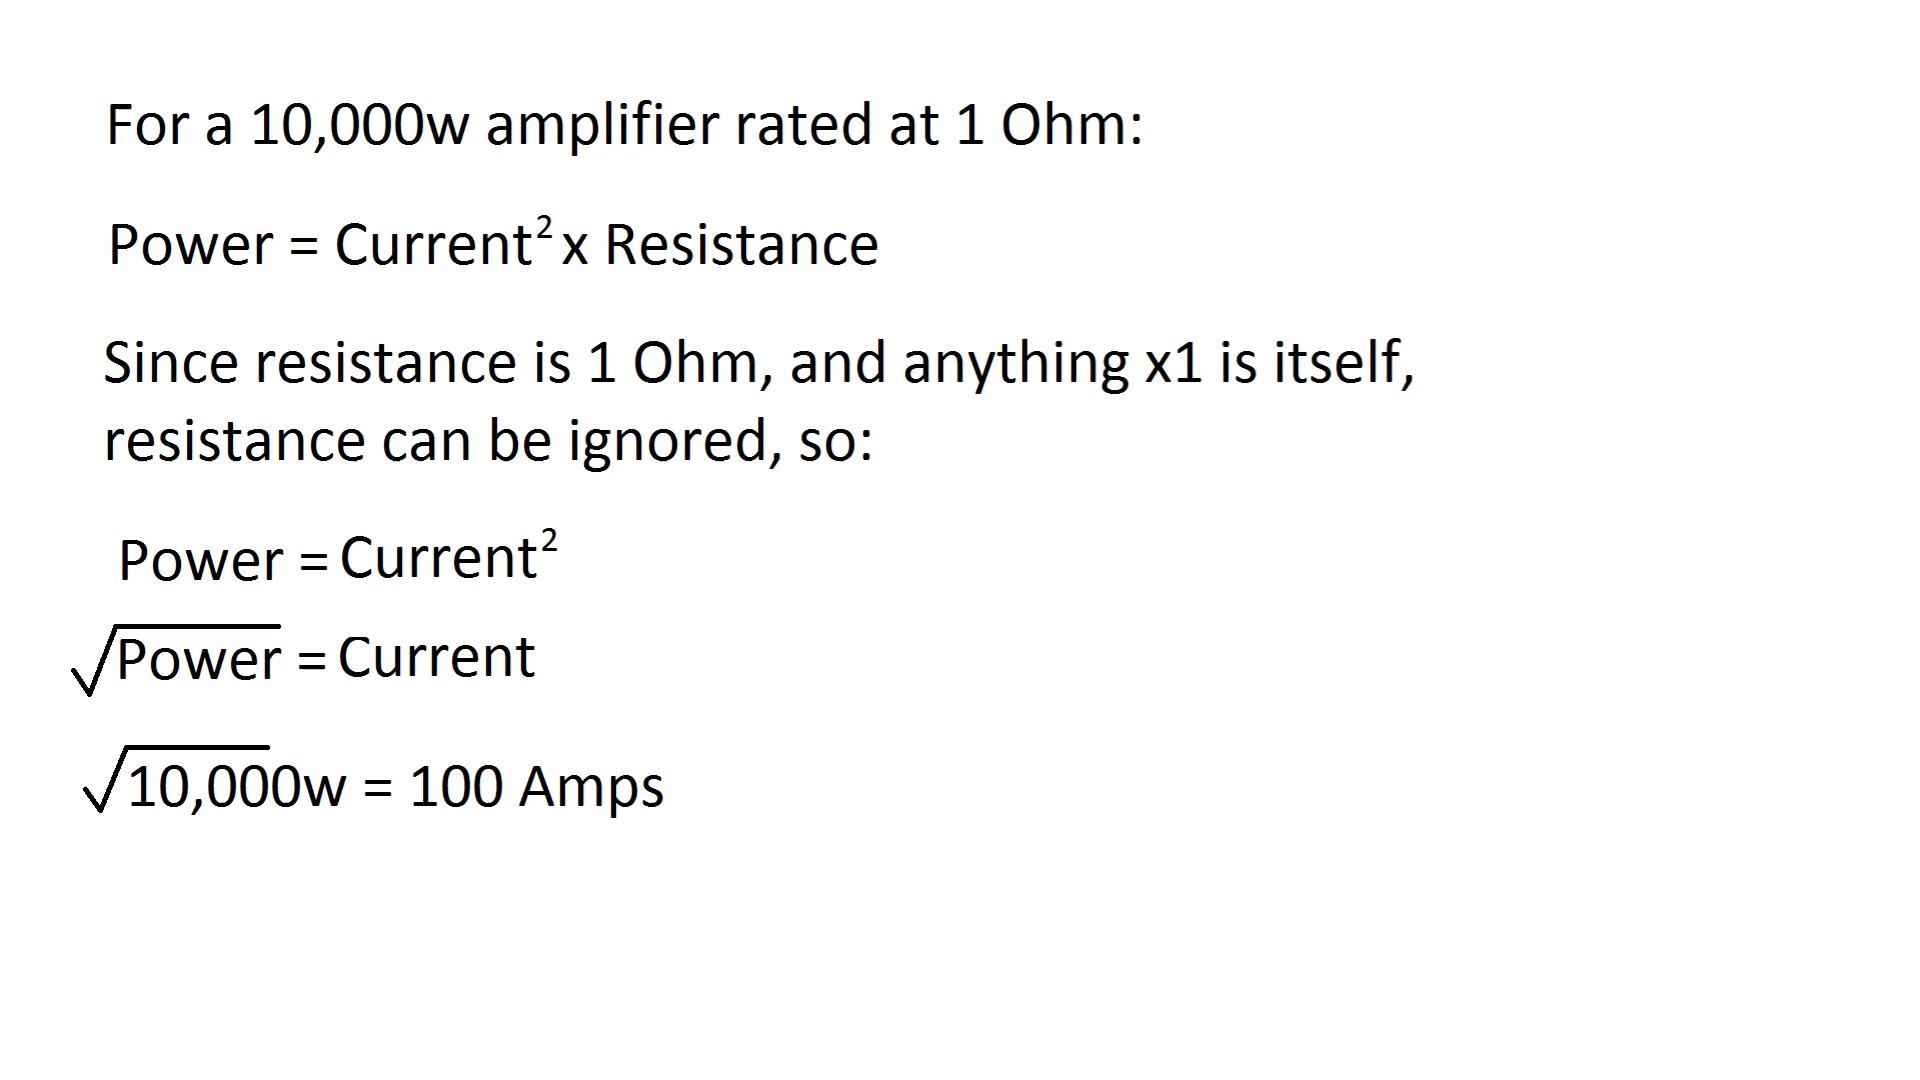 For a 10,000w amplifier rated at 1 Ohm:
Power = Current² x Resistance
Since resistance is 1 Ohm, and anything x1 is itself,
resistance can be ignored, so:
Power = Current²
√Power = Current
√10,000w = 100 Amps